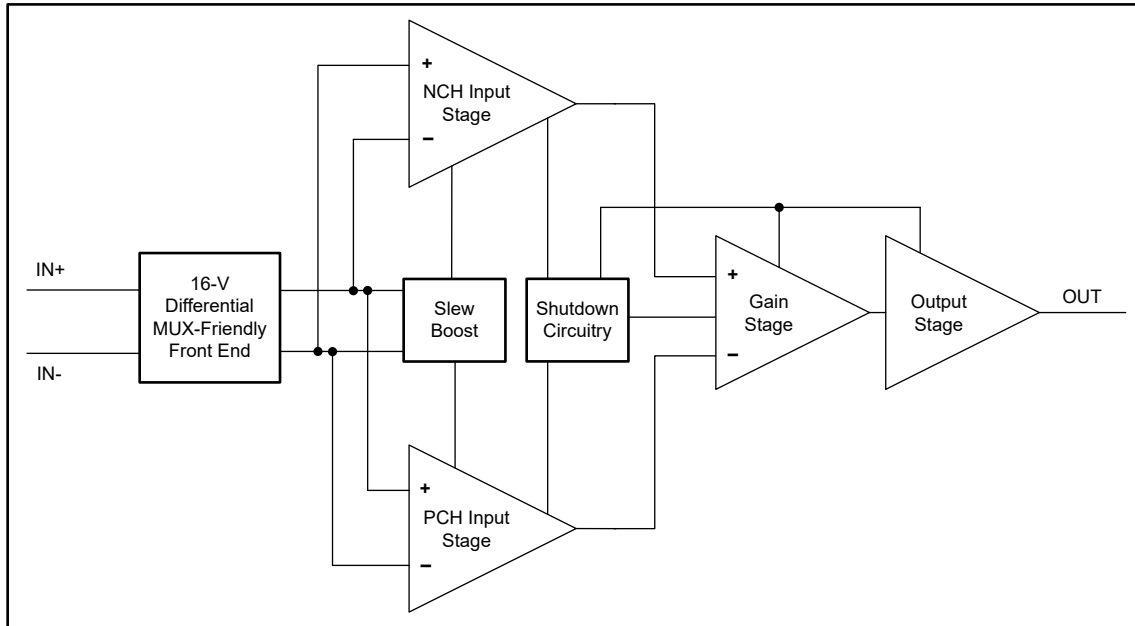 +
NCH Input
Stage
−
IN+
16-V
Differential
MUX-Friendly
Front End
IN-
Slew
Boost
Shutdown
Circuitry
+
Gain
Stage
−
Output
Stage
OUT
+
PCH Input
Stage
−